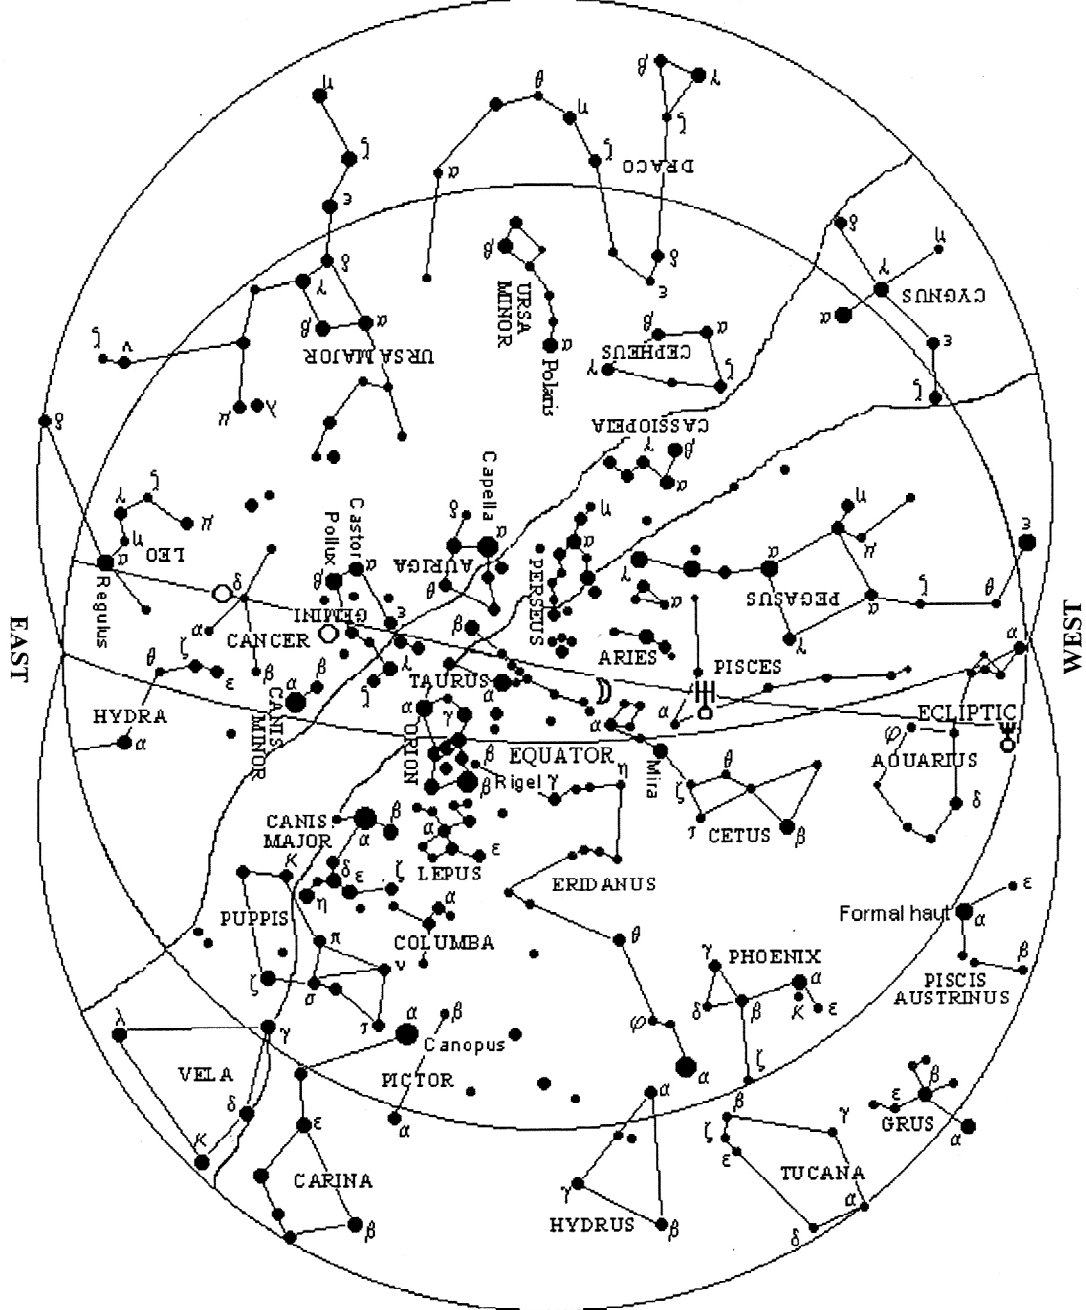 η
θ
β
γ
η
ζ
ζ
DRACO
α
ε
δ
η
γ
δ
β
δ
ε
CYGNUS
α
URSA
MINOR
γ
β
α
URSA MAJOR
α
Polaris
β
α
CEPHEUS
γ
ζ
ε
ζ
ζ
ν
μ
λ
δ
CASSIOPEIA
γ
β
α
Capella
δ
α
AURIGA
θ
Castor
Pollux
α
β
GEMINI
ε
γ
ζ
ζ
γ
μ
η
LEO
α
Regulus
η
α
PERSEUS
γ
α
α
η
μ
PEGASUS
α
ζ
θ
ε
γ
EAST
WEST
δ
α
CANCER
β
θ
ζ
ε
HYDRA
α
β
α
CANIS
MINOR
β
TAURUS
α
ARIES
α
PISCES
α
α
ECLIPTIC
α
γ
ORION
β
β
Rigel
EQUATOR
γ
η
α
Mira
ζ
θ
τ
CETUS
β
φ
AQUARIUS
δ
CANIS
MAJOR
β
α
α
ε
LEPUS
δ
ε
η
ζ
κ
PUPPIS
π
ν
ζ
σ
τ
α
COLUMBA
ERIDANUS
θ
φ
α
γ
PHOENIX
α
δ
β
κ
ε
ζ
ε
Formal haut
α
β
PISCIS
AUSTRINUS
λ
γ
VELA
δ
κ
α
Canopus
β
PICTOR
α
ε
CARINA
β
α
γ
HYDRUS
β
β
ζ
ε
γ
TUCANA
α
δ
β
ε
GRUS
α